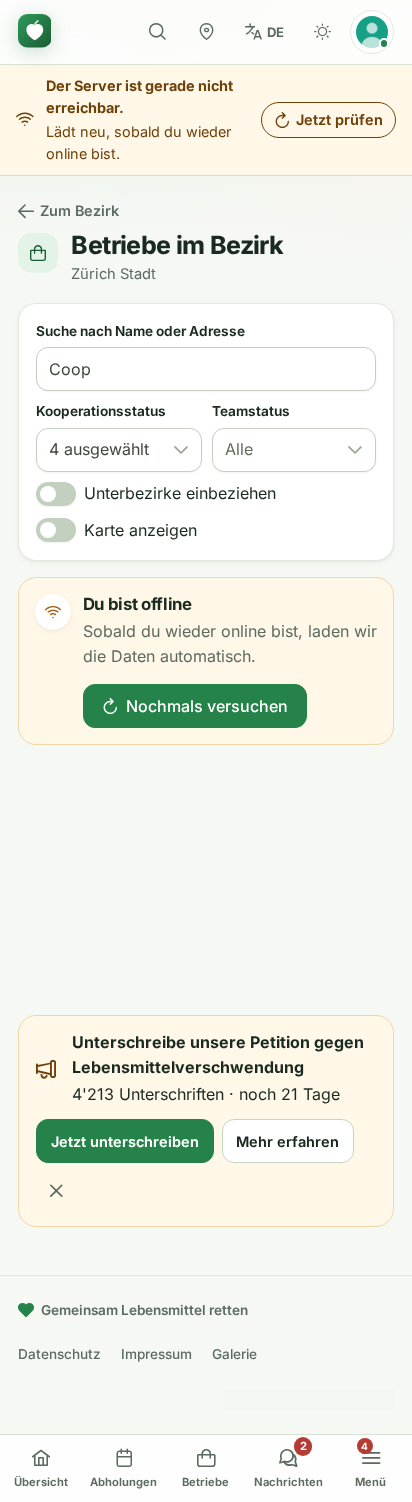 DE
Der Server ist gerade nicht
erreichbar.
Lädt neu, sobald du wieder
online bist.
Jetzt prüfen
Zum Bezirk
Betriebe im Bezirk
Zürich Stadt
Suche nach Name oder Adresse
Coop
Kooperationsstatus
Teamstatus
4 ausgewählt
Alle
Unterbezirke einbeziehen
Karte anzeigen
Du bist offline
Sobald du wieder online bist, laden wir
die Daten automatisch.
Nochmals versuchen
Unterschreibe unsere Petition gegen
Lebensmittelverschwendung
4'213 Unterschriften · noch 21 Tage
Jetzt unterschreiben
Mehr erfahren
Gemeinsam Lebensmittel retten
Datenschutz Impressum Galerie
2
4
Übersicht Abholungen Betriebe Nachrichten Menü